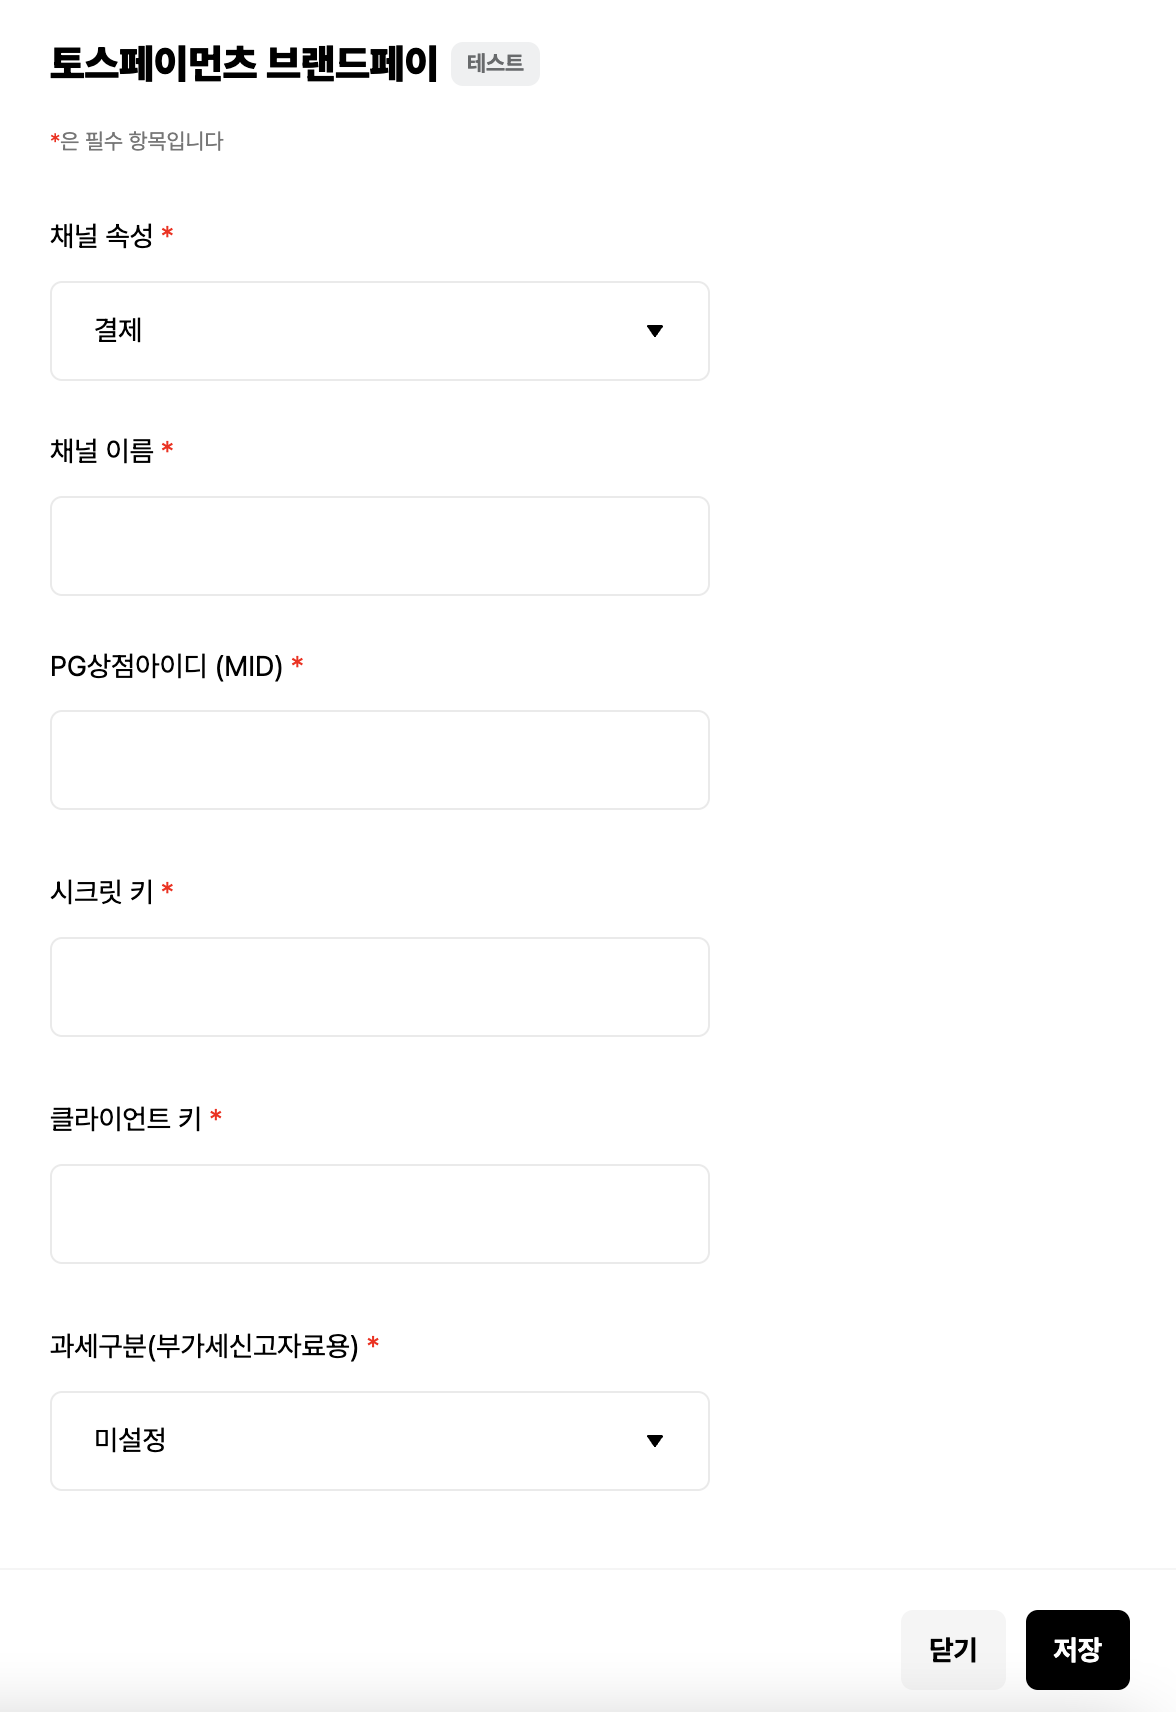 토스페이먼츠 브랜드페이 테스트
*은 필수 항목입니다
채널 속성 *
결제
채널 이름 *
PG상점아이디 (MID) *
시크릿 키 *
클라이언트 키 *
과세구분(부가세신고자료용) *
미설정
닫기 저장